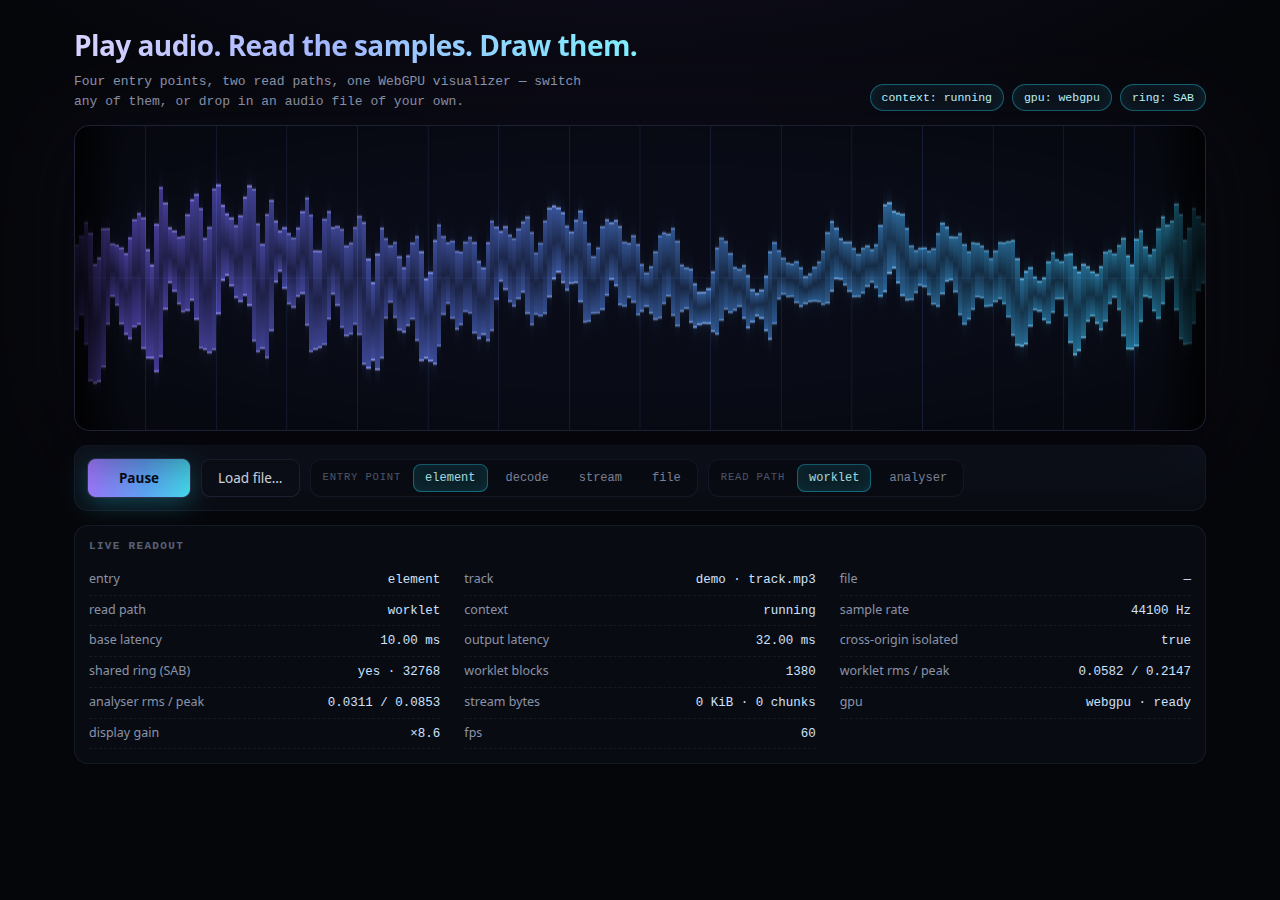 Play audio. Read the samples. Draw them.
Four entry points, two read paths, one WebGPU visualizer — switch
any of them, or drop in an audio file of your own.
context: running
gpu: webgpu
ring: SAB
Pause
Load file…
ENTRY POINT
element
decode
stream
file
READ PATH
worklet
analyser
LIVE READOUT
entry element
track demo · track.mp3
file —
read path worklet
context running
sample rate 44100 Hz
base latency 10.00 ms
output latency 32.00 ms
cross-origin isolated true
shared ring (SAB) yes · 32768
worklet blocks 1380
worklet rms / peak 0.0582 / 0.2147
analyser rms / peak 0.0311 / 0.0853
stream bytes 0 KiB · 0 chunks
gpu webgpu · ready
display gain ×8.6
fps 60